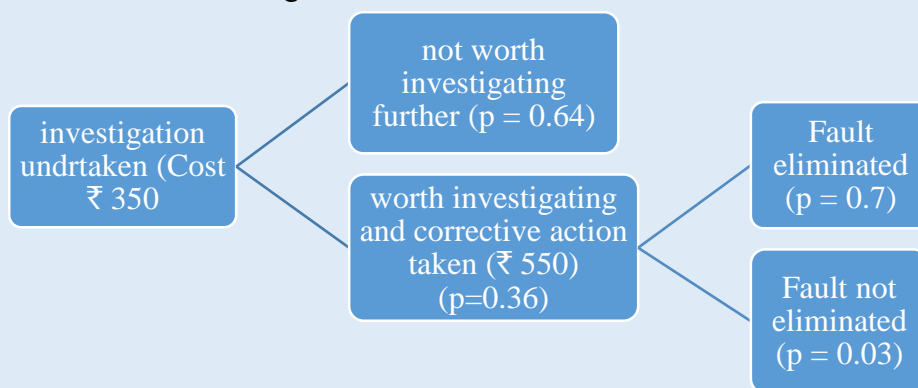 investigation
undrtaken (Cost
₹ 350
not worth
investigating
further (p = 0.64)
worth investigating
and corrective action
taken (₹ 550)
(p=0.36)
Fault
eliminated
(p = 0.7)
Fault not
eliminated
(p = 0.03)